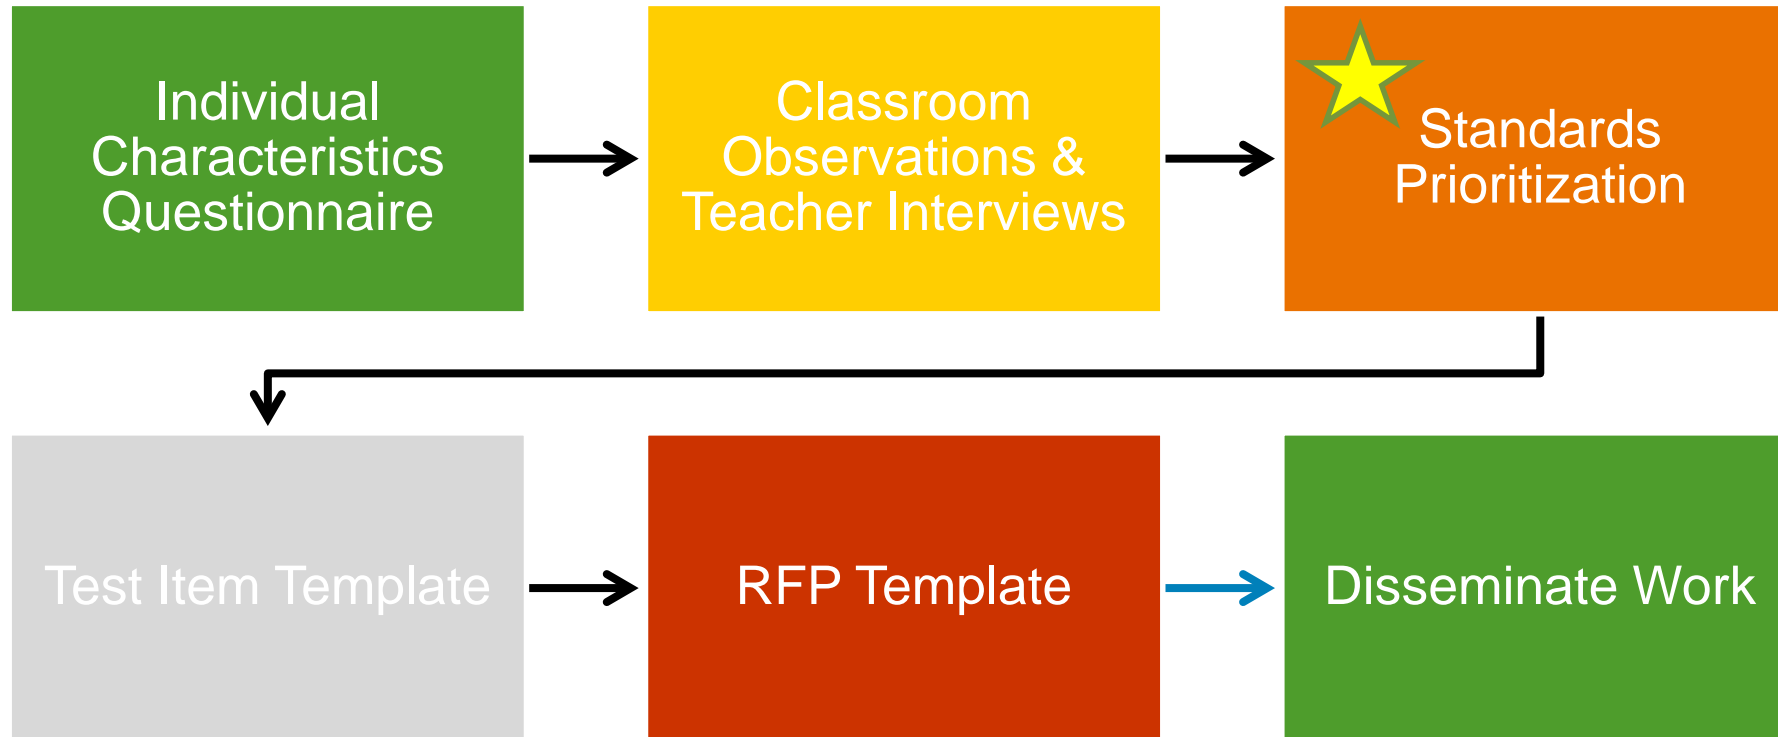 Individual
Characteristics
Questionnaire
Classroom
Observations &
Teacher Interviews
Standards
Prioritization
Test Item Template
RFP Template
Disseminate Work